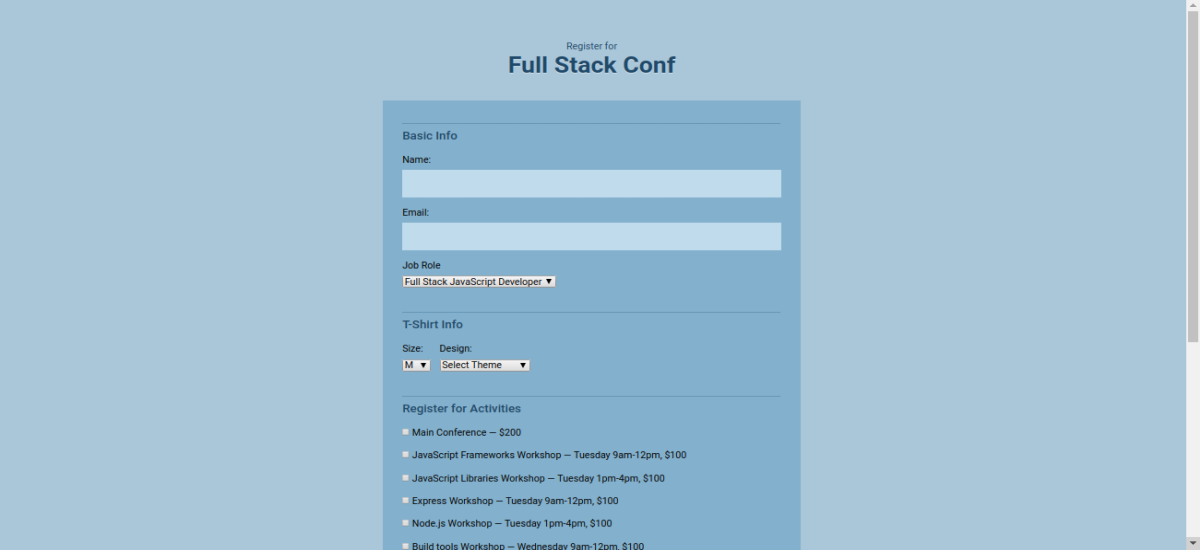 Register for
Full Stack Conf
Basic Info
Name:
Email:
Job Role
Full Stack JavaScript Developer
T-Shirt Info
Size: Design:
M Select Theme
Register for Activities
Main Conference — $200
JavaScript Frameworks Workshop — Tuesday 9am-12pm, $100
JavaScript Libraries Workshop — Tuesday 1pm-4pm, $100
Express Workshop — Tuesday 9am-12pm, $100
Node.js Workshop — Tuesday 1pm-4pm, $100
Build tools Workshop — Wednesday 9am-12pm, $100